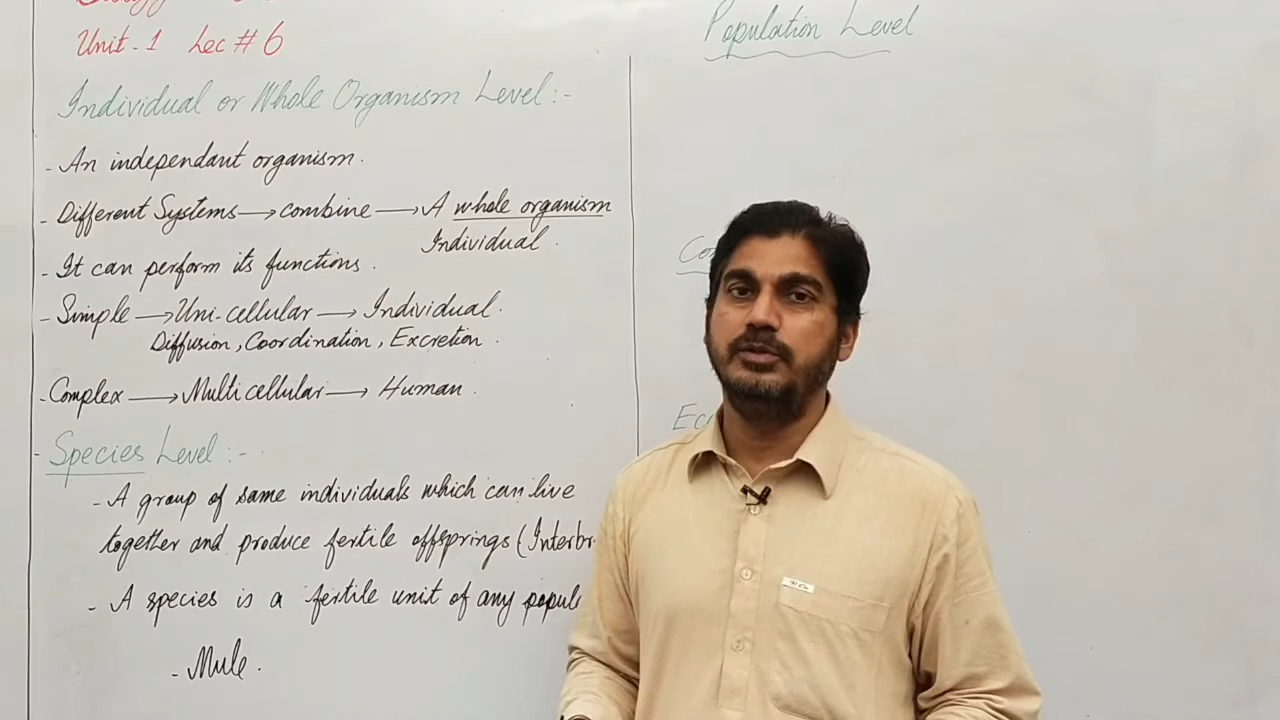 Unit-1 Lec # 6
Individual or Whole Organism Level:-
- An independant organism.
- Different Systems → combine → A whole organism
Individual.
- It can perform its functions.
- Simple → Uni-cellular → Individual.
Diffusion, Coordination, Excretion.
- Complex → Multicellular → Human.
- Species Level:-
- A group of same individuals which can live
together and produce fertile offsprings (Interbr
- A species is a fertile unit of any popul
- Mule.
Population Level